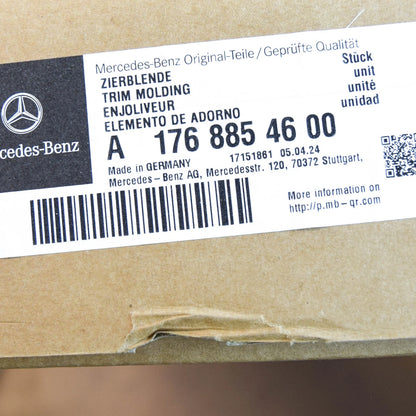 Mercedes-Benz Original-Teile/Geprüfte Qualität
ZIERBLENDE
TRIM MOLDING
ENJOLIVEUR
ELEMENTO DE ADORNO
Stück
unit
unité
unidad
cedes-Benz
A 176 885 46 00
Made in GERMANY 17151861 05.04.24
Mercedes-Benz AG, Mercedesstr. 120, 70372 Stuttgart,
More information on
http://p.mb-qr.com